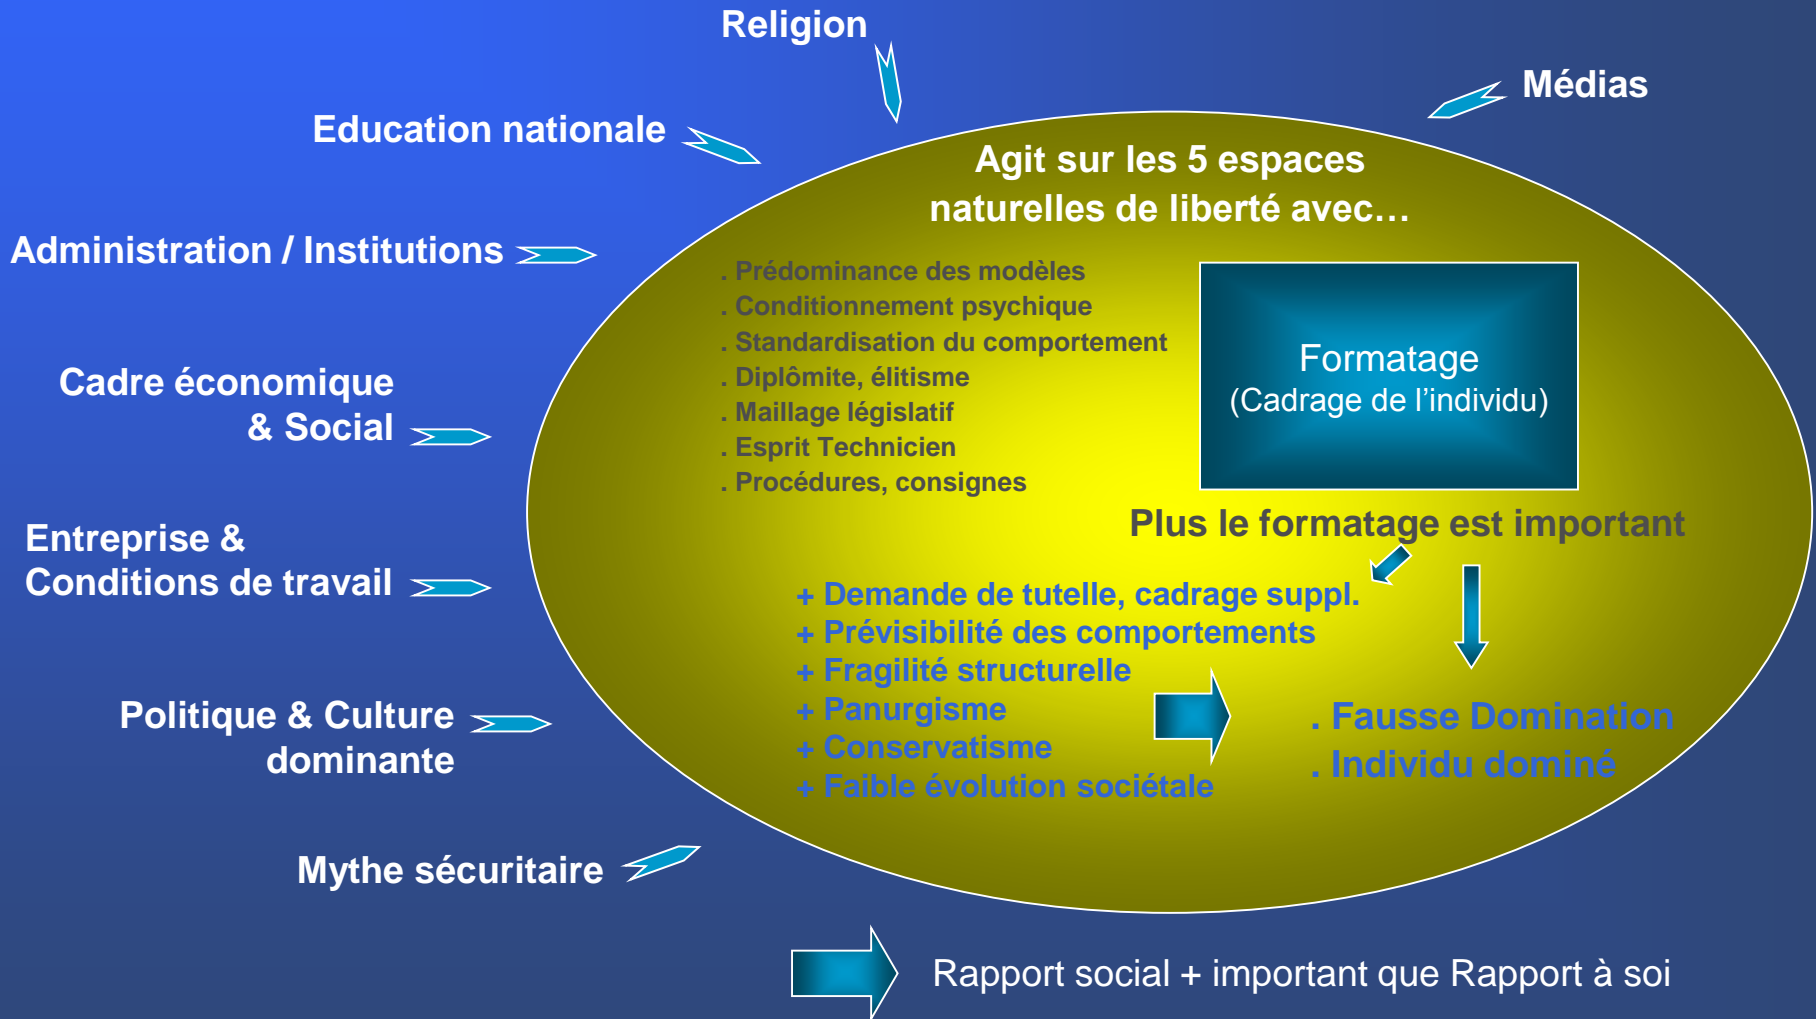 Religion
Médias
Education nationale
Agit sur les 5 espaces
naturelles de liberté avec…
Administration / Institutions
. Prédominance des modèles
. Conditionnement psychique
. Standardisation du comportement
. Diplômite, élitisme
. Maillage législatif
. Esprit Technicien
. Procédures, consignes
Formatage
(Cadrage de l’individu)
Cadre économique
& Social
Plus le formatage est important
Entreprise &
Conditions de travail
+ Demande de tutelle, cadrage suppl.
+ Prévisibilité des comportements
+ Fragilité structurelle
+ Panurgisme
+ Conservatisme
+ Faible évolution sociétale
. Fausse Domination
. Individu dominé
Politique & Culture
dominante
Mythe sécuritaire
Rapport social + important que Rapport à soi